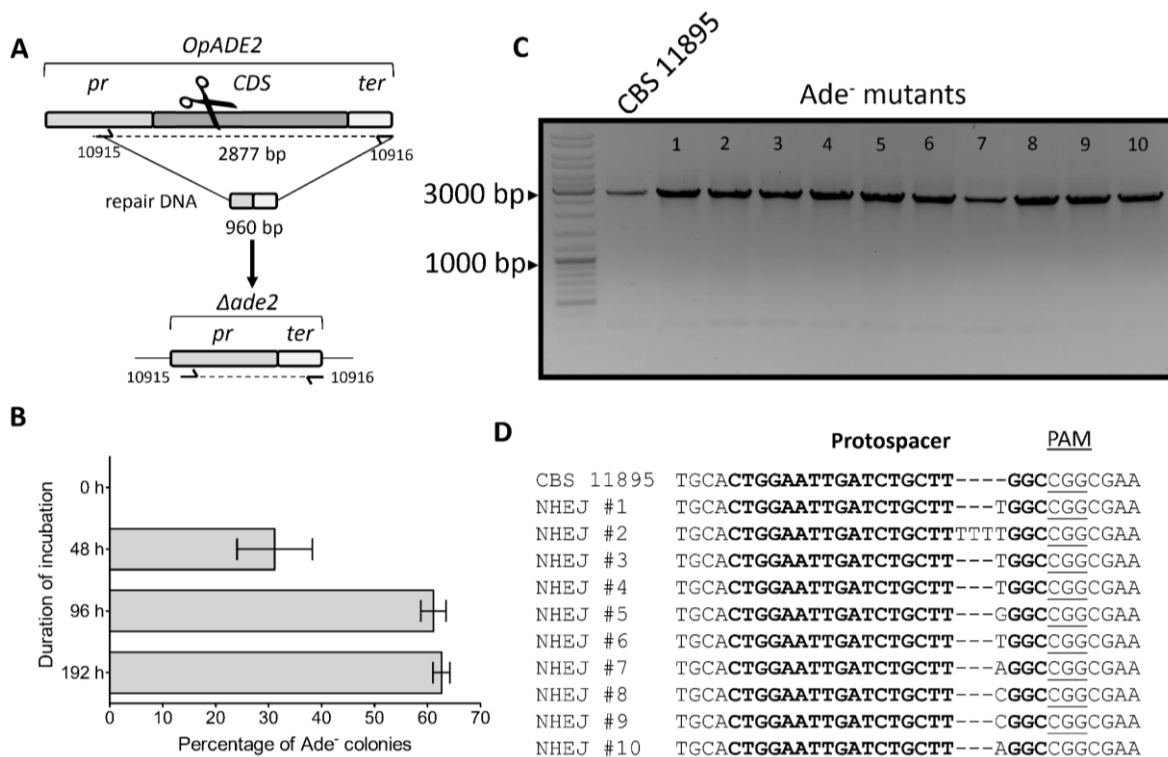 A
OpADE2
pr CDS ter
10915 2877 bp 10916
repair DNA
960 bp
Δade2
pr ter
10915 10916
B
Duration of incubation
0 h
48 h
96 h
192 h
0 10 20 30 40 50 60 70
Percentage of Ade⁻ colonies
C
CBS 11895
Ade⁻ mutants
1 2 3 4 5 6 7 8 9 10
3000 bp
1000 bp
D
Protospacer PAM
CBS 11895 TGCACTGGAATTGATCTGCTT----GGCCGGCGAA
NHEJ #1 TGCACTGGAATTGATCTGCTT---TGGCCGGCGAA
NHEJ #2 TGCACTGGAATTGATCTGCTTTTTTGGCCGGCGAA
NHEJ #3 TGCACTGGAATTGATCTGCTT---TGGCCGGCGAA
NHEJ #4 TGCACTGGAATTGATCTGCTT---TGGCCGGCGAA
NHEJ #5 TGCACTGGAATTGATCTGCTT---GGGCCGGCGAA
NHEJ #6 TGCACTGGAATTGATCTGCTT---TGGCCGGCGAA
NHEJ #7 TGCACTGGAATTGATCTGCTT---AGGCCGGCGAA
NHEJ #8 TGCACTGGAATTGATCTGCTT---CGGCCGGCGAA
NHEJ #9 TGCACTGGAATTGATCTGCTT---CGGCCGGCGAA
NHEJ #10 TGCACTGGAATTGATCTGCTT---AGGCCGGCGAA